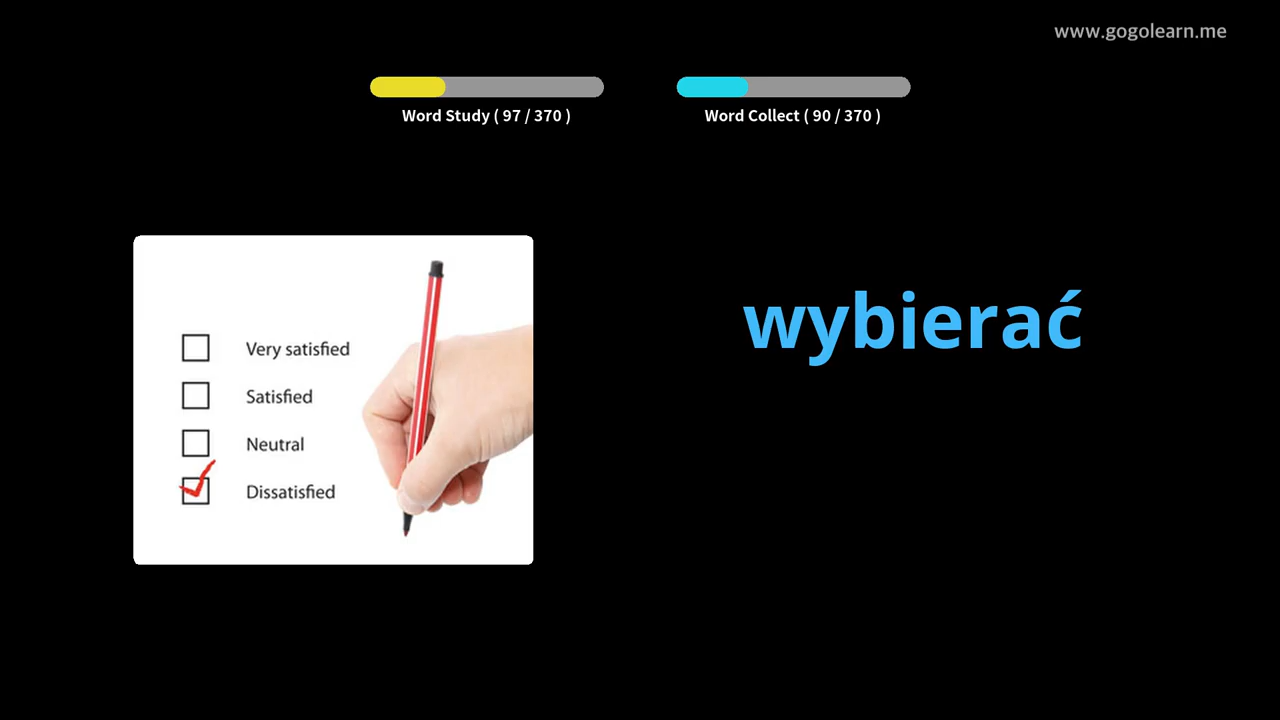 www.gogolearn.me
Word Study ( 97 / 370 )
Word Collect ( 90 / 370 )
Very satisfied
Satisfied
Neutral
Dissatisfied
wybierać